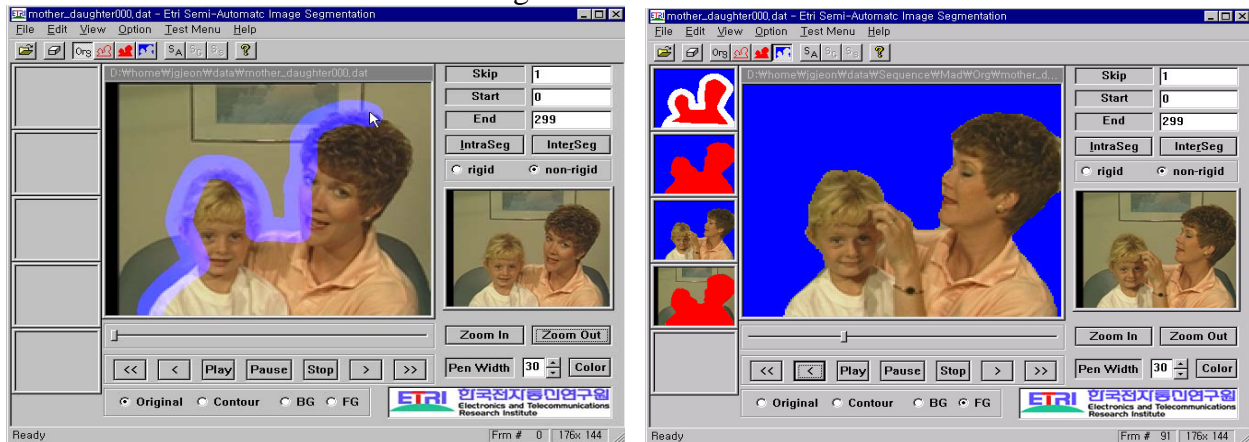 mother_daughter000,dat - Etri Semi-Automatc Image Segmentation
File Edit View Option Test Menu Help
Org SA SC SS ?
D:₩home₩jgjeon₩data₩mother_daughter000,dat
Skip 1
Start 0
End 299
IntraSeg InterSeg
rigid non-rigid
Zoom In Zoom Out
<< < Play Pause Stop > >>
Pen Width 30 Color
Original Contour BG FG
ETRI 한국전자통신연구원
Electronics and Telecommunications
Research Institute
Ready Frm # 0 176x 144
mother_daughter000,dat - Etri Semi-Automatc Image Segmentation
File Edit View Option Test Menu Help
Org SA ?
D:₩home₩jgjeon₩data₩Sequence₩Mad₩Org₩mother_d...
Skip 1
Start 0
End 299
IntraSeg InterSeg
rigid non-rigid
Zoom In Zoom Out
<< < Play Pause Stop > >>
Pen Width 30 Color
Original Contour BG FG
ETRI 한국전자통신연구원
Electronics and Telecommunications
Research Institute
Ready Frm # 91 176x 144